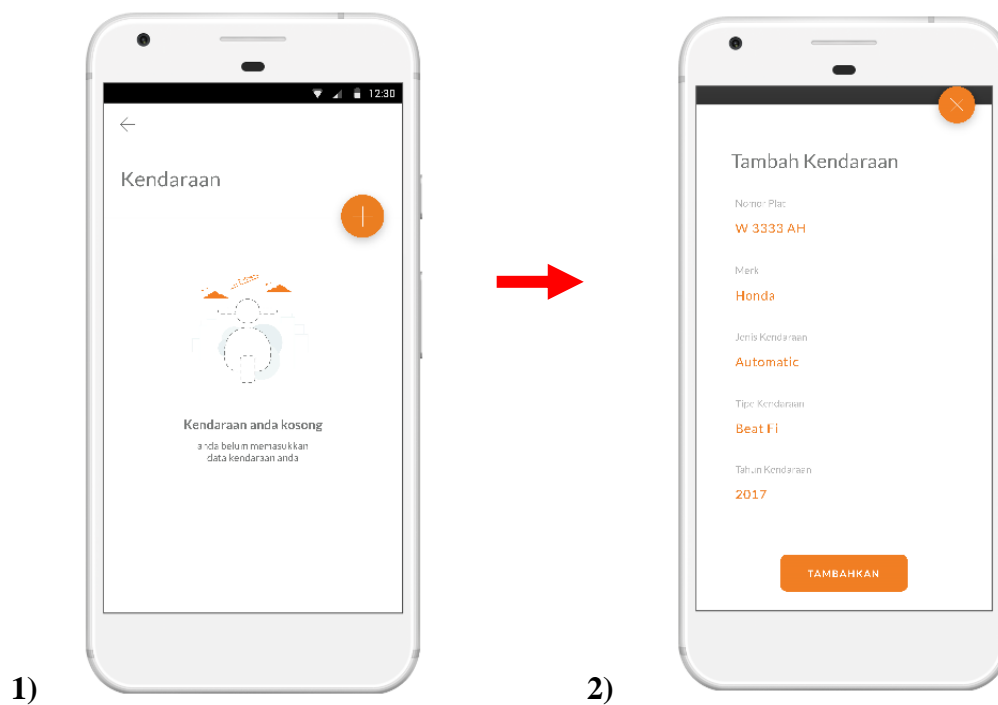 12:30
Kendaraan
Kendaraan anda kosong
anda belum memasukkan
data kendaraan anda
1)
Tambah Kendaraan
Nomor Plat
W 3333 AH
Merk
Honda
Jenis Kendaraan
Automatic
Tipe Kendaraan
Beat Fi
Tahun Kendaraan
2017
TAMBAHKAN
2)